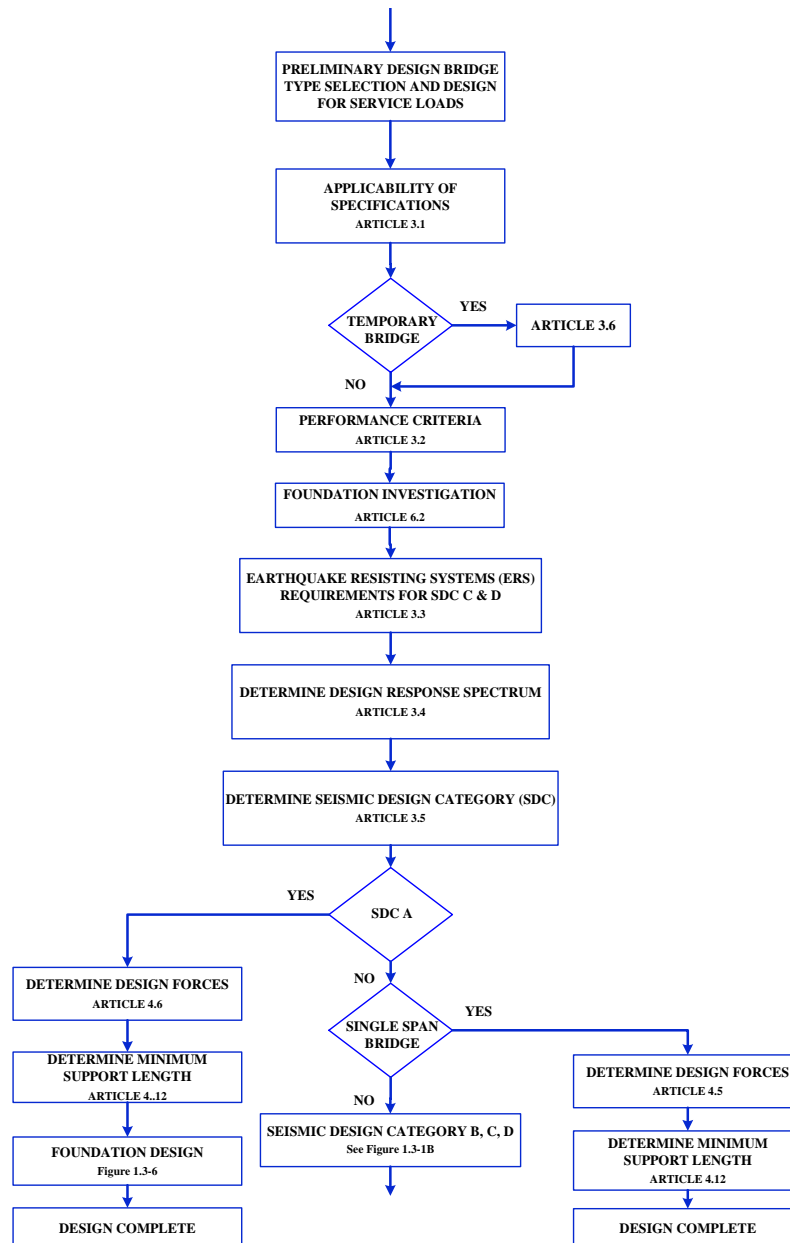 PRELIMINARY DESIGN BRIDGE
TYPE SELECTION AND DESIGN
FOR SERVICE LOADS
APPLICABILITY OF
SPECIFICATIONS
ARTICLE 3.1
TEMPORARY
BRIDGE
YES
ARTICLE 3.6
NO
PERFORMANCE CRITERIA
ARTICLE 3.2
FOUNDATION INVESTIGATION
ARTICLE 6.2
EARTHQUAKE RESISTING SYSTEMS (ERS)
REQUIREMENTS FOR SDC C & D
ARTICLE 3.3
DETERMINE DESIGN RESPONSE SPECTRUM
ARTICLE 3.4
DETERMINE SEISMIC DESIGN CATEGORY (SDC)
ARTICLE 3.5
YES
SDC A
NO
DETERMINE DESIGN FORCES
ARTICLE 4.6
DETERMINE MINIMUM
SUPPORT LENGTH
ARTICLE 4..12
FOUNDATION DESIGN
Figure 1.3-6
DESIGN COMPLETE
SINGLE SPAN
BRIDGE
YES
NO
SEISMIC DESIGN CATEGORY B, C, D
See Figure 1.3-1B
DETERMINE DESIGN FORCES
ARTICLE 4.5
DETERMINE MINIMUM
SUPPORT LENGTH
ARTICLE 4.12
DESIGN COMPLETE